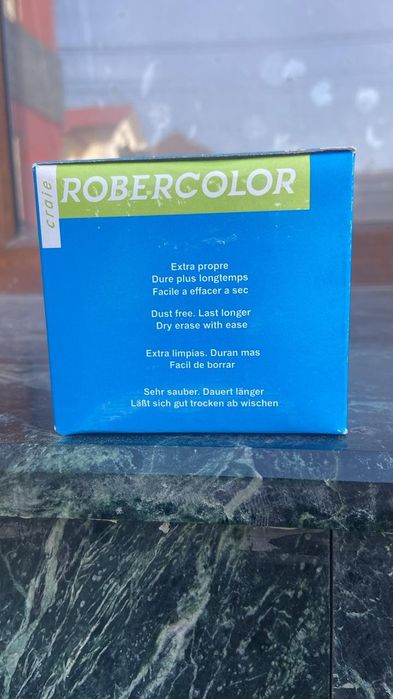 craie
ROBERCOLOR
Extra propre
Dure plus longtemps
Facile a effacer a sec
Dust free. Last longer
Dry erase with ease
Extra limpias. Duran mas
Facil de borrar
Sehr sauber. Dauert länger
Läßt sich gut trocken ab wischen